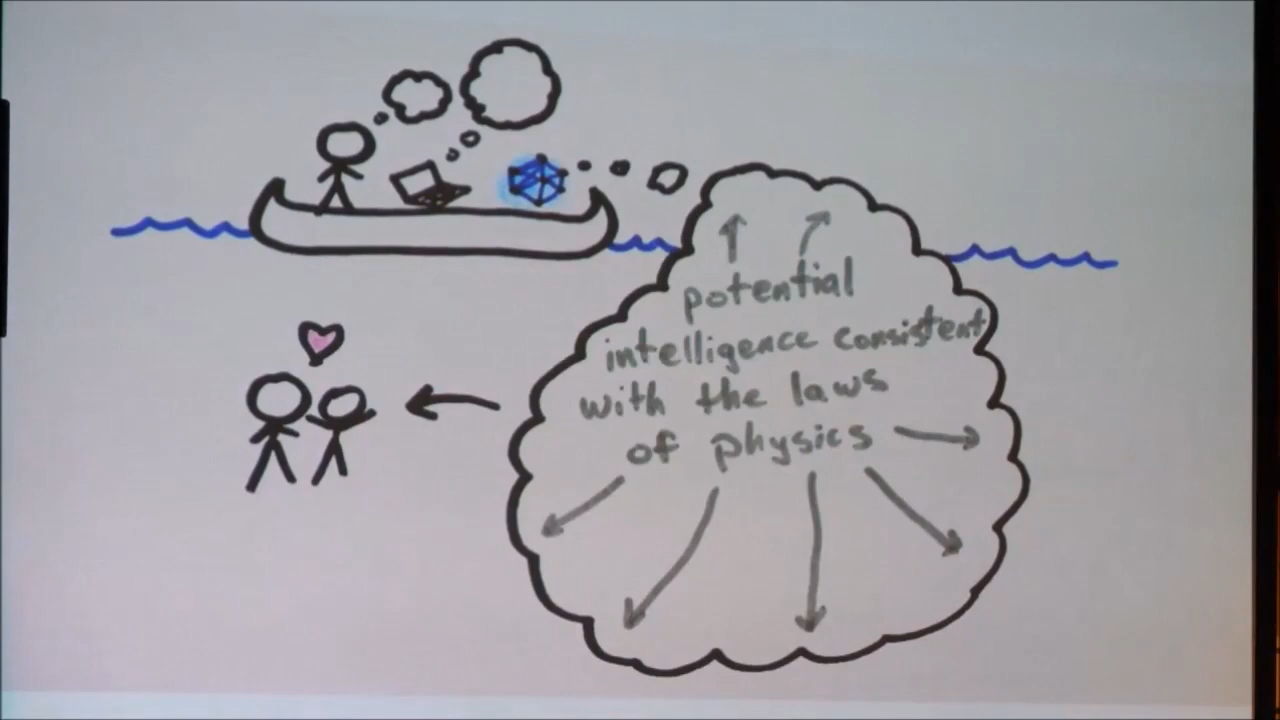 potential
intelligence consistent
with the laws
of physics